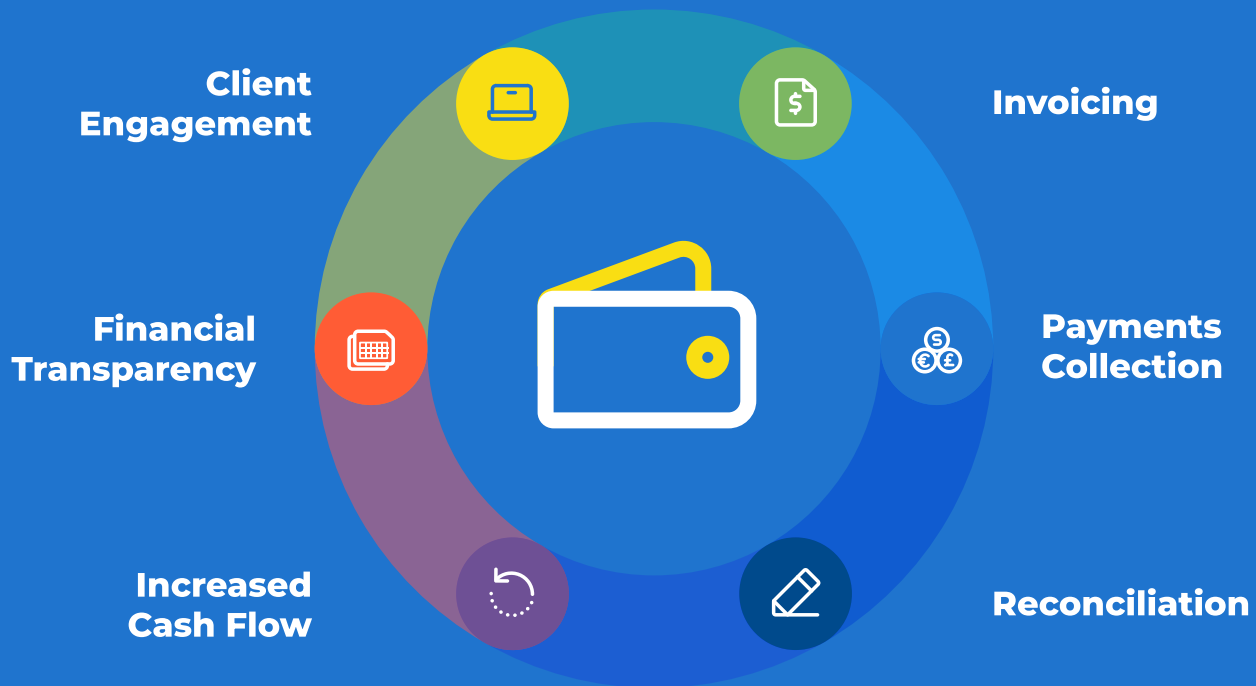 Client
Engagement
Invoicing
Financial
Transparency
Payments
Collection
Increased
Cash Flow
Reconciliation
$
S
€
£